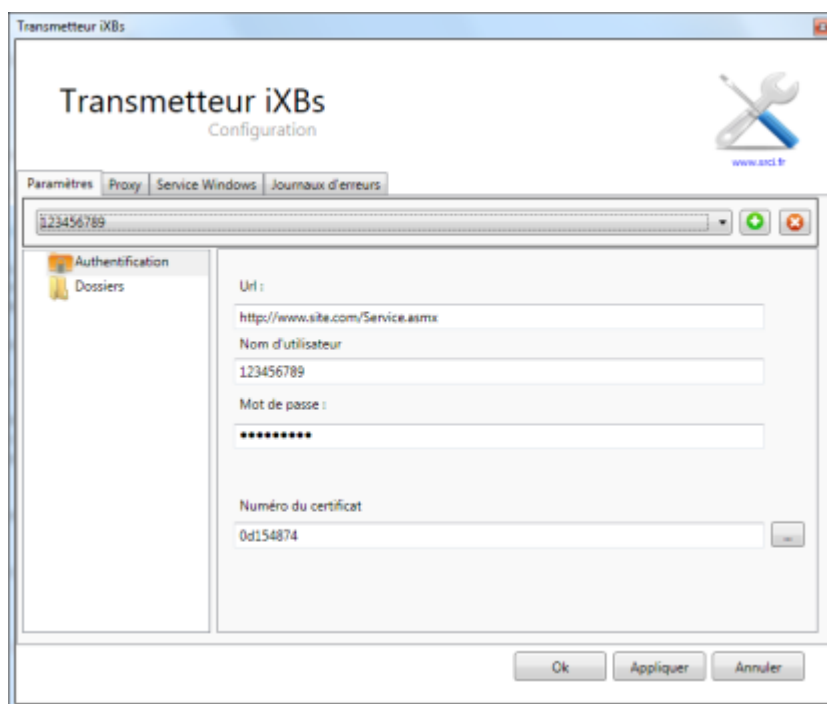 Transmetteur iXBs
Transmetteur iXBs
Configuration
www.srci.fr
Paramètres Proxy Service Windows Journaux d'erreurs
123456789
Authentification
Dossiers
Url :
http://www.site.com/Service.asmx
Nom d'utilisateur
123456789
Mot de passe :
•••••••••
Numéro du certificat
0d154874
...
Ok Appliquer Annuler